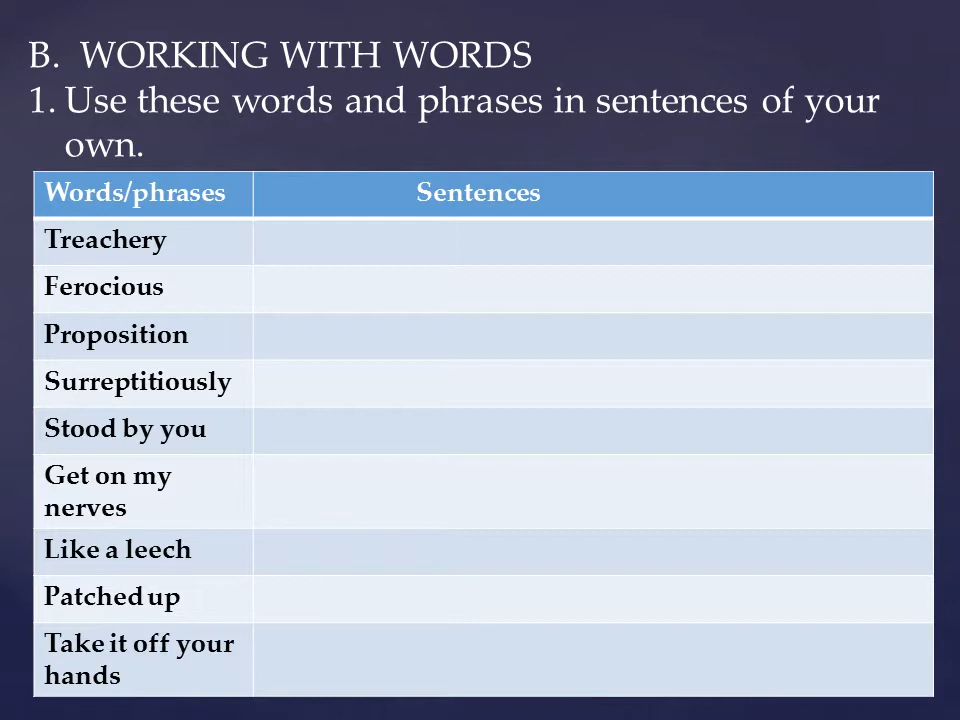 B. WORKING WITH WORDS
1. Use these words and phrases in sentences of your
own.
Words/phrases Sentences
Treachery
Ferocious
Proposition
Surreptitiously
Stood by you
Get on my
nerves
Like a leech
Patched up
Take it off your
hands